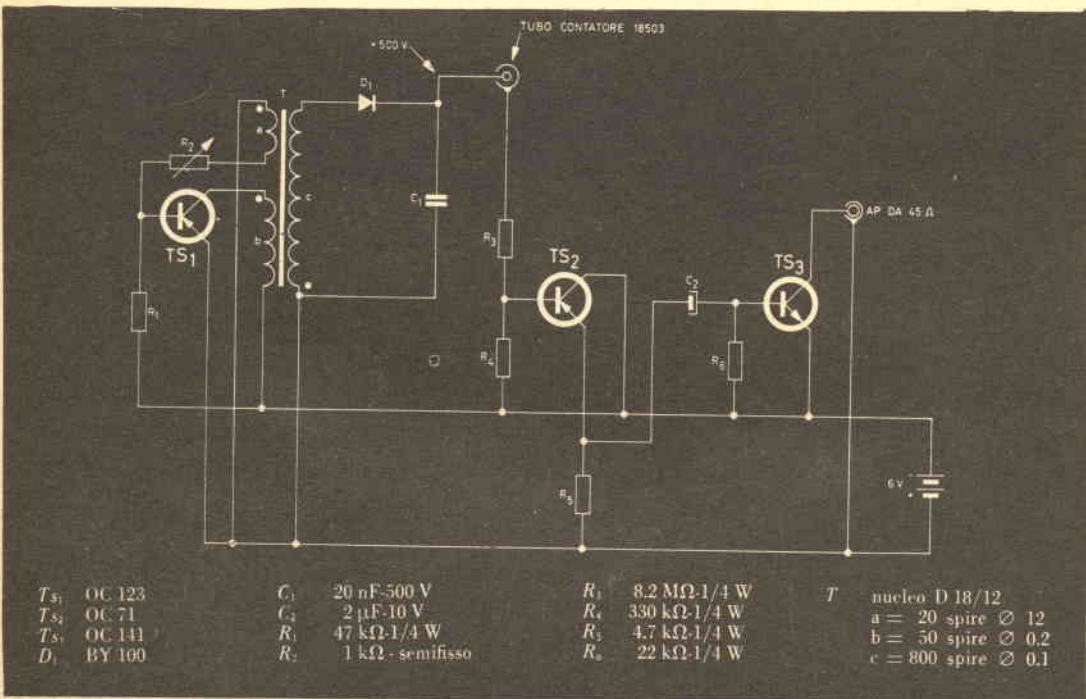 TUBO CONTATORE 18503
+500 V
T
D₁
a
R₂
c
C₁
TS₁
b
R₁
R₃
TS₂
C₂
TS₃
AP DA 45 Ω
R₄
R₆
R₅
6 V
-
+
Ts₁ OC 123
Ts₂ OC 71
Ts₃ OC 141
D₁ BY 100
C₁ 20 nF-500 V
C₂ 2 µF-10 V
R₁ 47 kΩ-1/4 W
R₂ 1 kΩ - semifisso
R₃ 8.2 MΩ-1/4 W
R₄ 330 kΩ-1/4 W
R₅ 4.7 kΩ-1/4 W
R₆ 22 kΩ-1/4 W
T nucleo D 18/12
a = 20 spire ∅ 12
b = 50 spire ∅ 0.2
c = 800 spire ∅ 0.1